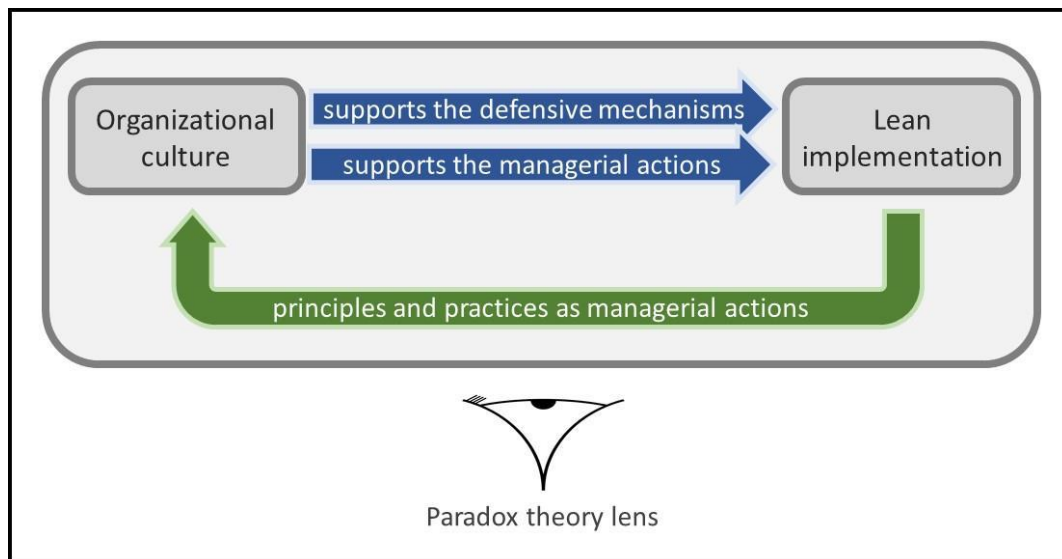 Organizational
culture
supports the defensive mechanisms
supports the managerial actions
Lean
implementation
principles and practices as managerial actions
Paradox theory lens